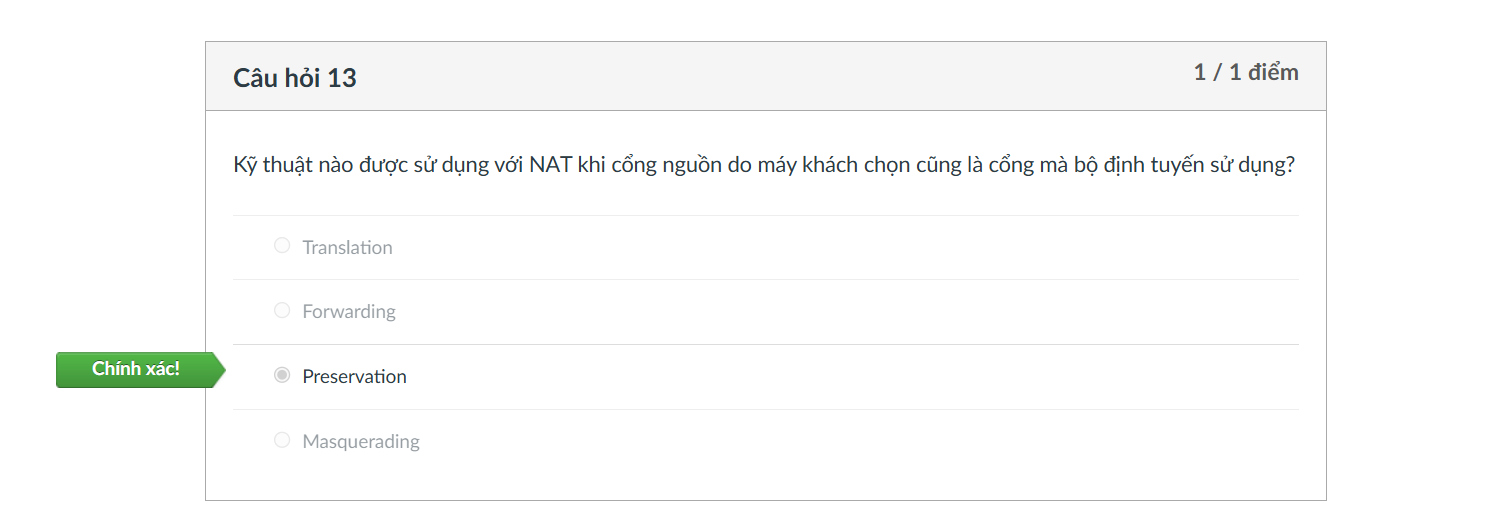 Câu hỏi 13
1 / 1 điểm
Kỹ thuật nào được sử dụng với NAT khi cổng nguồn do máy khách chọn cũng là cổng mà bộ định tuyến sử dụng?
Translation
Forwarding
Chính xác!
Preservation
Masquerading